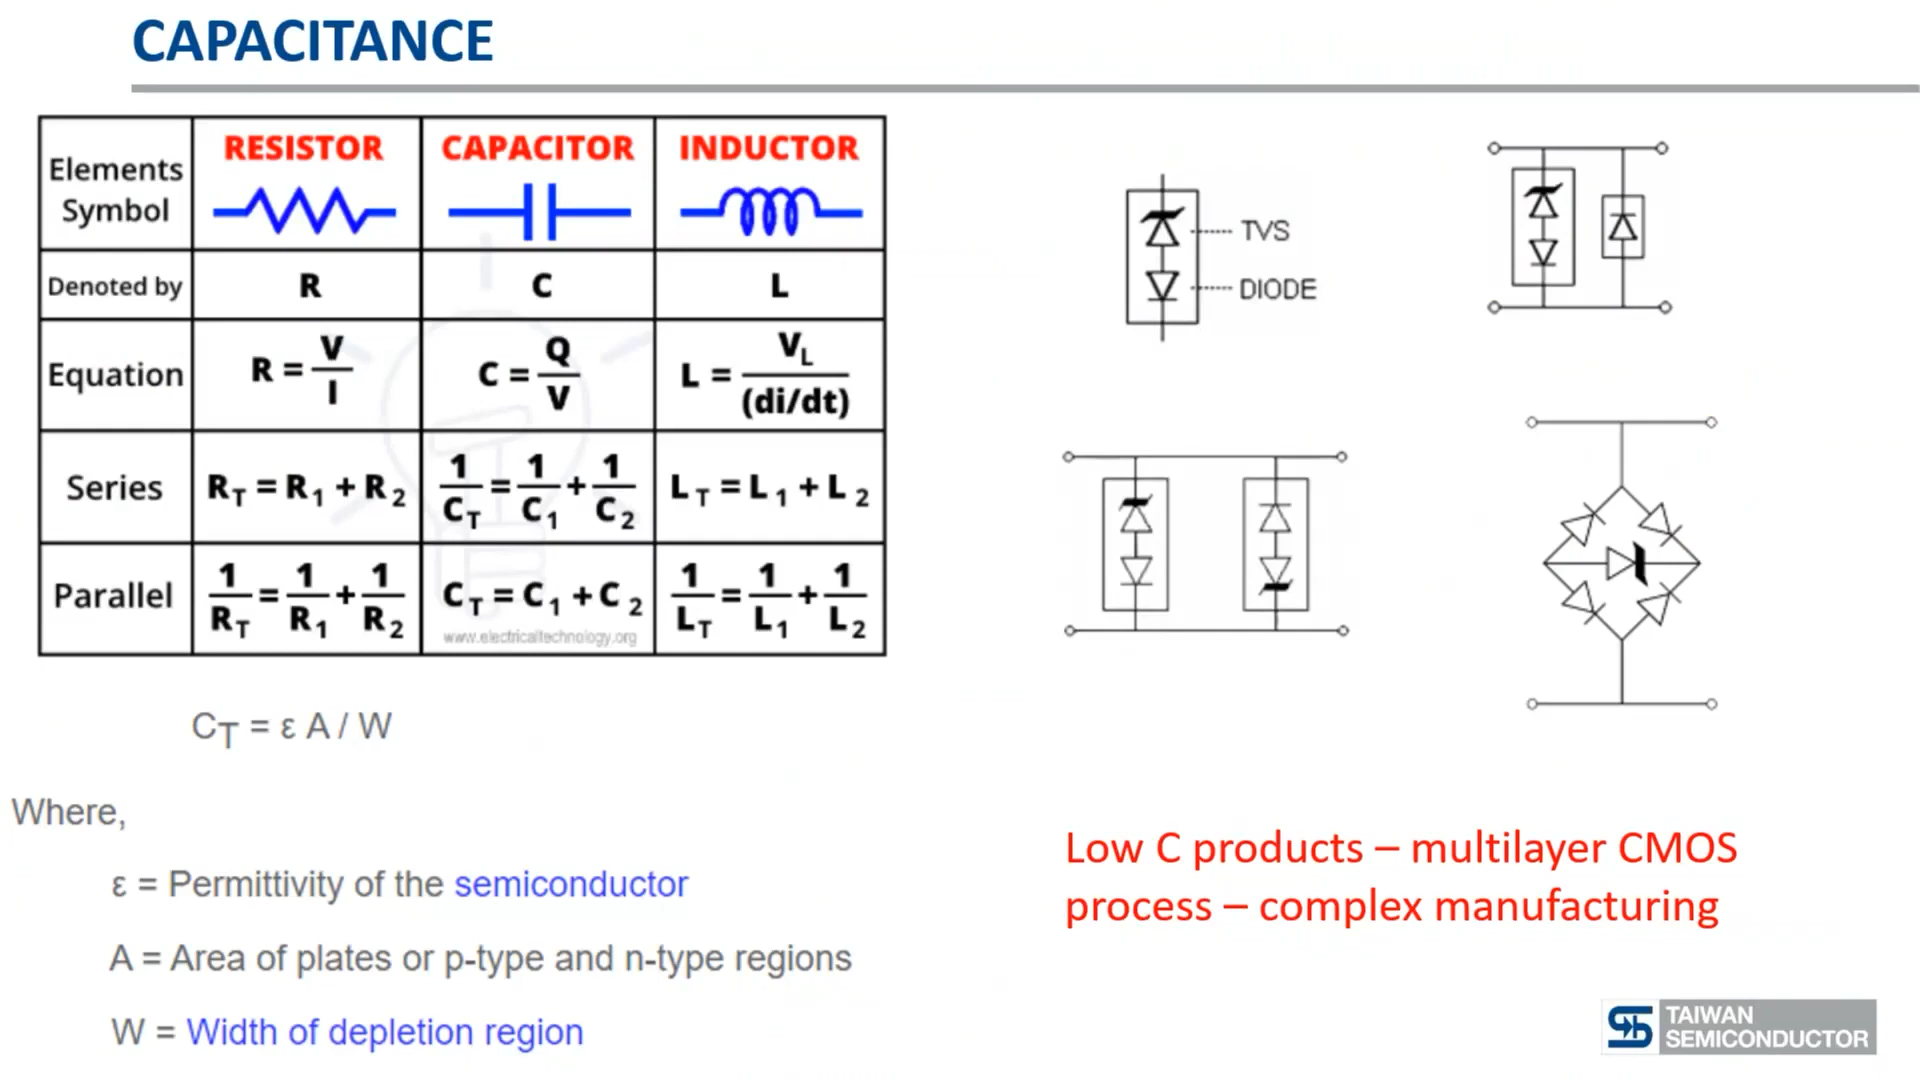 CAPACITANCE
Elements
Symbol
RESISTOR
CAPACITOR
INDUCTOR
Denoted by
R
C
L
Equation
R = V / I
C = Q / V
L = V_L / (di/dt)
Series
R_T = R_1 + R_2
1/C_T = 1/C_1 + 1/C_2
L_T = L_1 + L_2
Parallel
1/R_T = 1/R_1 + 1/R_2
C_T = C_1 + C_2
www.electricaltechnology.org
1/L_T = 1/L_1 + 1/L_2
C_T = ε A / W
Where,
ε = Permittivity of the semiconductor
A = Area of plates or p-type and n-type regions
W = Width of depletion region
TVS
DIODE
Low C products – multilayer CMOS
process – complex manufacturing
TAIWAN
SEMICONDUCTOR